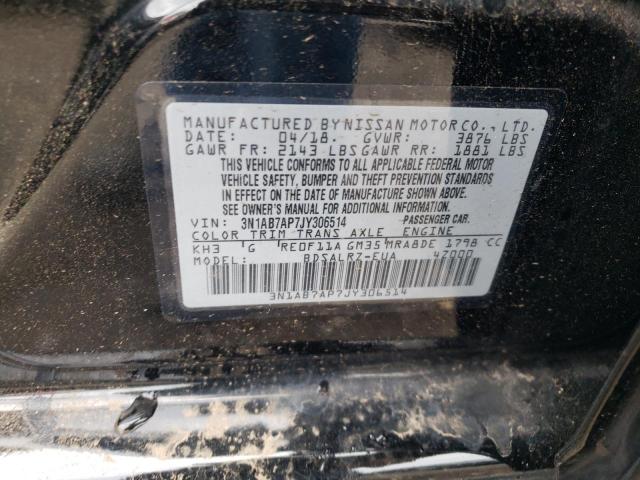 MANUFACTURED BY NISSAN MOTOR CO., LTD.
DATE: 04/18. GVWR: 3876 LBS
GAWR FR: 2143 LBS GAWR RR: 1881 LBS
THIS VEHICLE CONFORMS TO ALL APPLICABLE FEDERAL MOTOR
VEHICLE SAFETY, BUMPER AND THEFT PREVENTION STANDARDS
IN EFFECT ON THE DATE OF MANUFACTURE SHOWN ABOVE.
SEE OWNER'S MANUAL FOR ADDITIONAL INFORMATION.
VIN: 3N1AB7AP7JY306514 PASSENGER CAR.
COLOR TRIM TRANS AXLE ENGINE
KH3 G RE0F11A GM35 MRA8DE 1798 CC
MODEL: BDSALRZ-EUA 42000
3N1AB7AP7JY306514